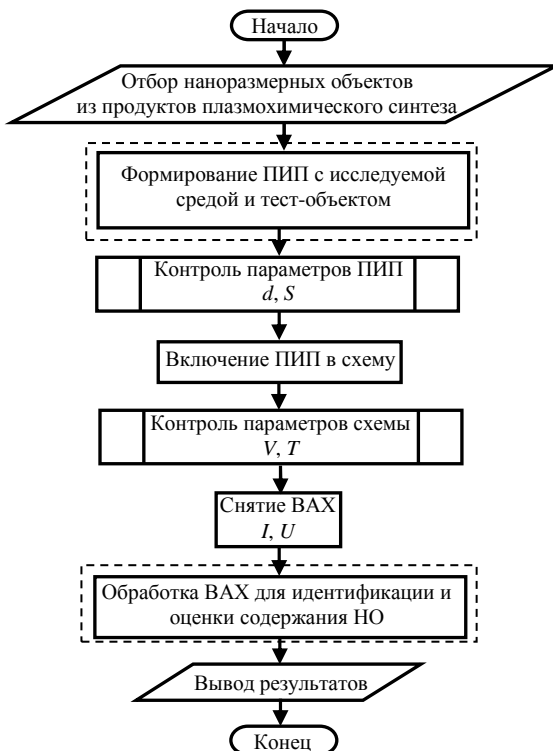 Начало
Отбор наноразмерных объектов
из продуктов плазмохимического синтеза
Формирование ПИП с исследуемой
средой и тест-объектом
Контроль параметров ПИП
d, S
Включение ПИП в схему
Контроль параметров схемы
V, T
Снятие ВАХ
I, U
Обработка ВАХ для идентификации и
оценки содержания НО
Вывод результатов
Конец